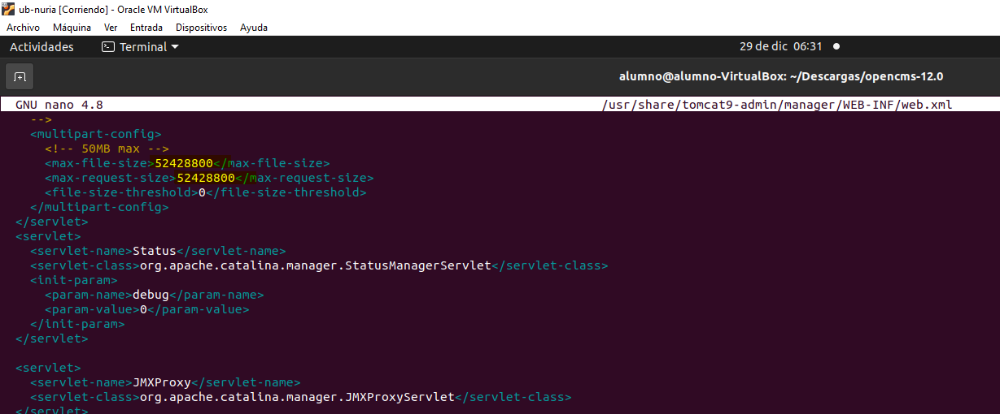 ub-nuria [Corriendo] - Oracle VM VirtualBox
Archivo Máquina Ver Entrada Dispositivos Ayuda
Actividades Terminal 29 de dic 06:31
alumno@alumno-VirtualBox: ~/Descargas/opencms-12.0
GNU nano 4.8 /usr/share/tomcat9-admin/manager/WEB-INF/web.xml
-->
<multipart-config>
<!-- 50MB max -->
<max-file-size>52428800</max-file-size>
<max-request-size>52428800</max-request-size>
<file-size-threshold>0</file-size-threshold>
</multipart-config>
</servlet>
<servlet>
<servlet-name>Status</servlet-name>
<servlet-class>org.apache.catalina.manager.StatusManagerServlet</servlet-class>
<init-param>
<param-name>debug</param-name>
<param-value>0</param-value>
</init-param>
</servlet>
<servlet>
<servlet-name>JMXProxy</servlet-name>
<servlet-class>org.apache.catalina.manager.JMXProxyServlet</servlet-class>
</servlet>